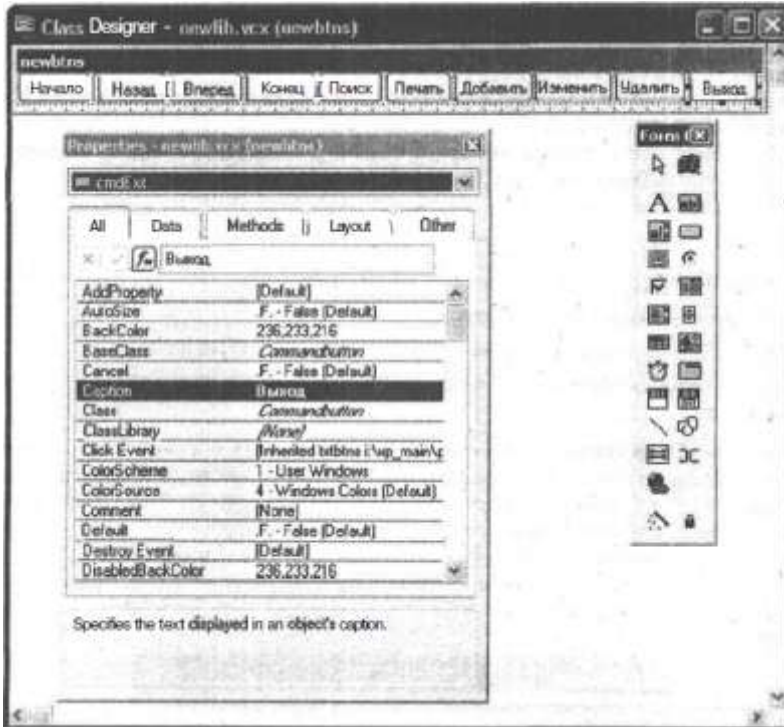 Class Designer - newlib.vcx (newbtns)
newbtns
Начало Назад Вперед Конец Поиск Печать Добавить Изменить Удалить Выход
Properties - newlib.vcx (newbtns)
cmdExt
All Data Methods Layout Other
Выход
AddProperty [Default]
AutoSize .F. - False (Default)
BackColor 236,233,216
BaseClass Commandbutton
Cancel .F. - False (Default)
Caption Выход
Class Commandbutton
ClassLibrary (None)
Click Event [Inherited txtbtns i:\wp_main\p
ColorScheme 1 - User Windows
ColorSource 4 - Windows Colors (Default)
Comment (None)
Default .F. - False (Default)
Destroy Event [Default]
DisabledBackColor 236,233,216
Specifies the text displayed in an object's caption.
Form